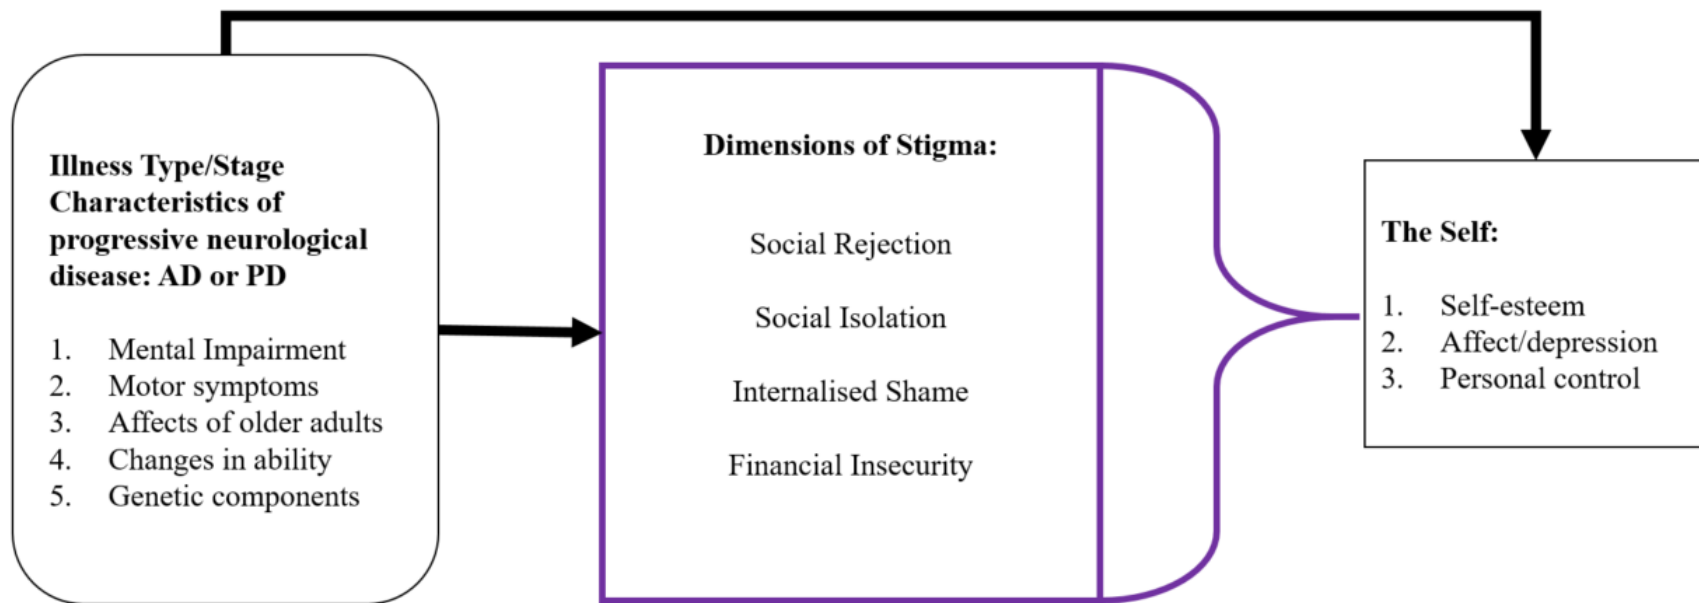 Illness Type/Stage
Characteristics of
progressive neurological
disease: AD or PD
1. Mental Impairment
2. Motor symptoms
3. Affects of older adults
4. Changes in ability
5. Genetic components
Dimensions of Stigma:
Social Rejection
Social Isolation
Internalised Shame
Financial Insecurity
The Self:
1. Self-esteem
2. Affect/depression
3. Personal control